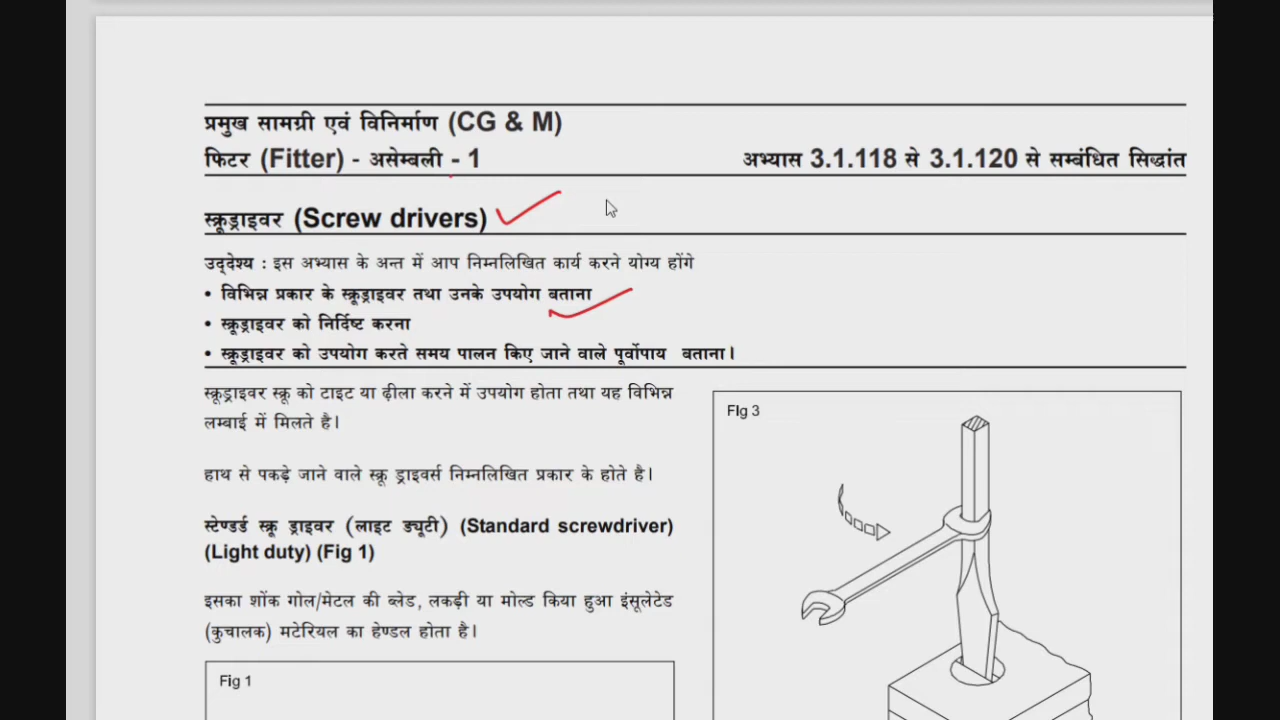 प्रमुख सामग्री एवं विनिर्माण (CG & M)
फिटर (Fitter) - असेम्बली - 1
अभ्यास 3.1.118 से 3.1.120 से सम्बंधित सिद्धांत
स्क्रूड्राइवर (Screw drivers)
उद्देश्य : इस अभ्यास के अन्त में आप निम्नलिखित कार्य करने योग्य होंगे
• विभिन्न प्रकार के स्क्रूड्राइवर तथा उनके उपयोग बताना
• स्क्रूड्राइवर को निर्दिष्ट करना
• स्क्रूड्राइवर को उपयोग करते समय पालन किए जाने वाले पूर्वोपाय बताना।
स्क्रूड्राइवर स्क्रू को टाइट या ढ़ीला करने में उपयोग होता तथा यह विभिन्न
लम्बाई में मिलते है।
हाथ से पकड़े जाने वाले स्क्रू ड्राइवर्स निम्नलिखित प्रकार के होते है।
स्टेण्डर्ड स्क्रू ड्राइवर (लाइट ड्यूटी) (Standard screwdriver)
(Light duty) (Fig 1)
इसका शोंक गोल/मेटल की ब्लेड, लकड़ी या मोल्ड किया हुआ इंसूलेटेड
(कुचालक) मटेरियल का हेण्डल होता है।
Fig 1
Fig 3